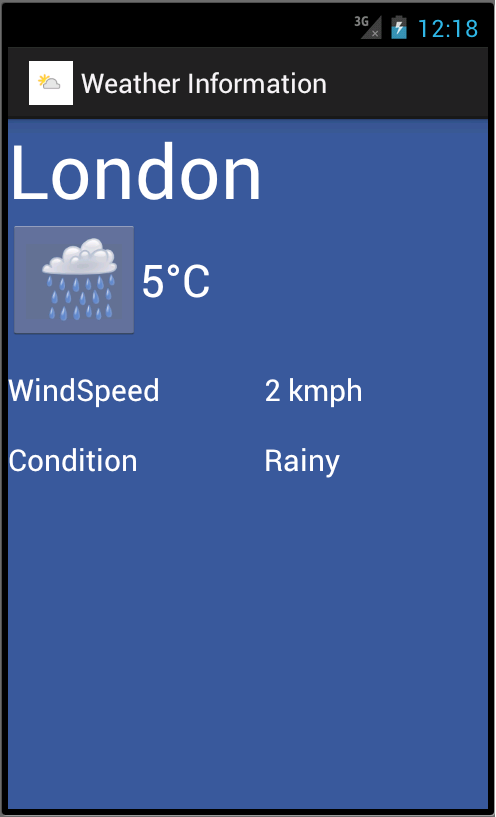 3G 12:18
Weather Information
London
5°C
WindSpeed 2 kmph
Condition Rainy